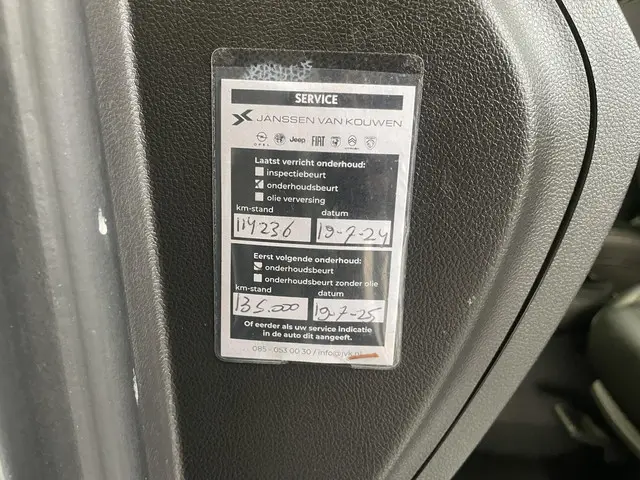 SERVICE
JANSSEN VAN KOUWEN
OPEL Jeep FIAT
Laatst verricht onderhoud:
inspectiebeurt
onderhoudsbeurt
olie verversing
km-stand datum
114236 19-7-24
Eerst volgende onderhoud:
onderhoudsbeurt
onderhoudsbeurt zonder olie
km-stand datum
135.000 19-7-25
Of eerder als uw service indicatie
in de auto dit aangeeft.
085 - 053 00 30 / info@jvk.nl